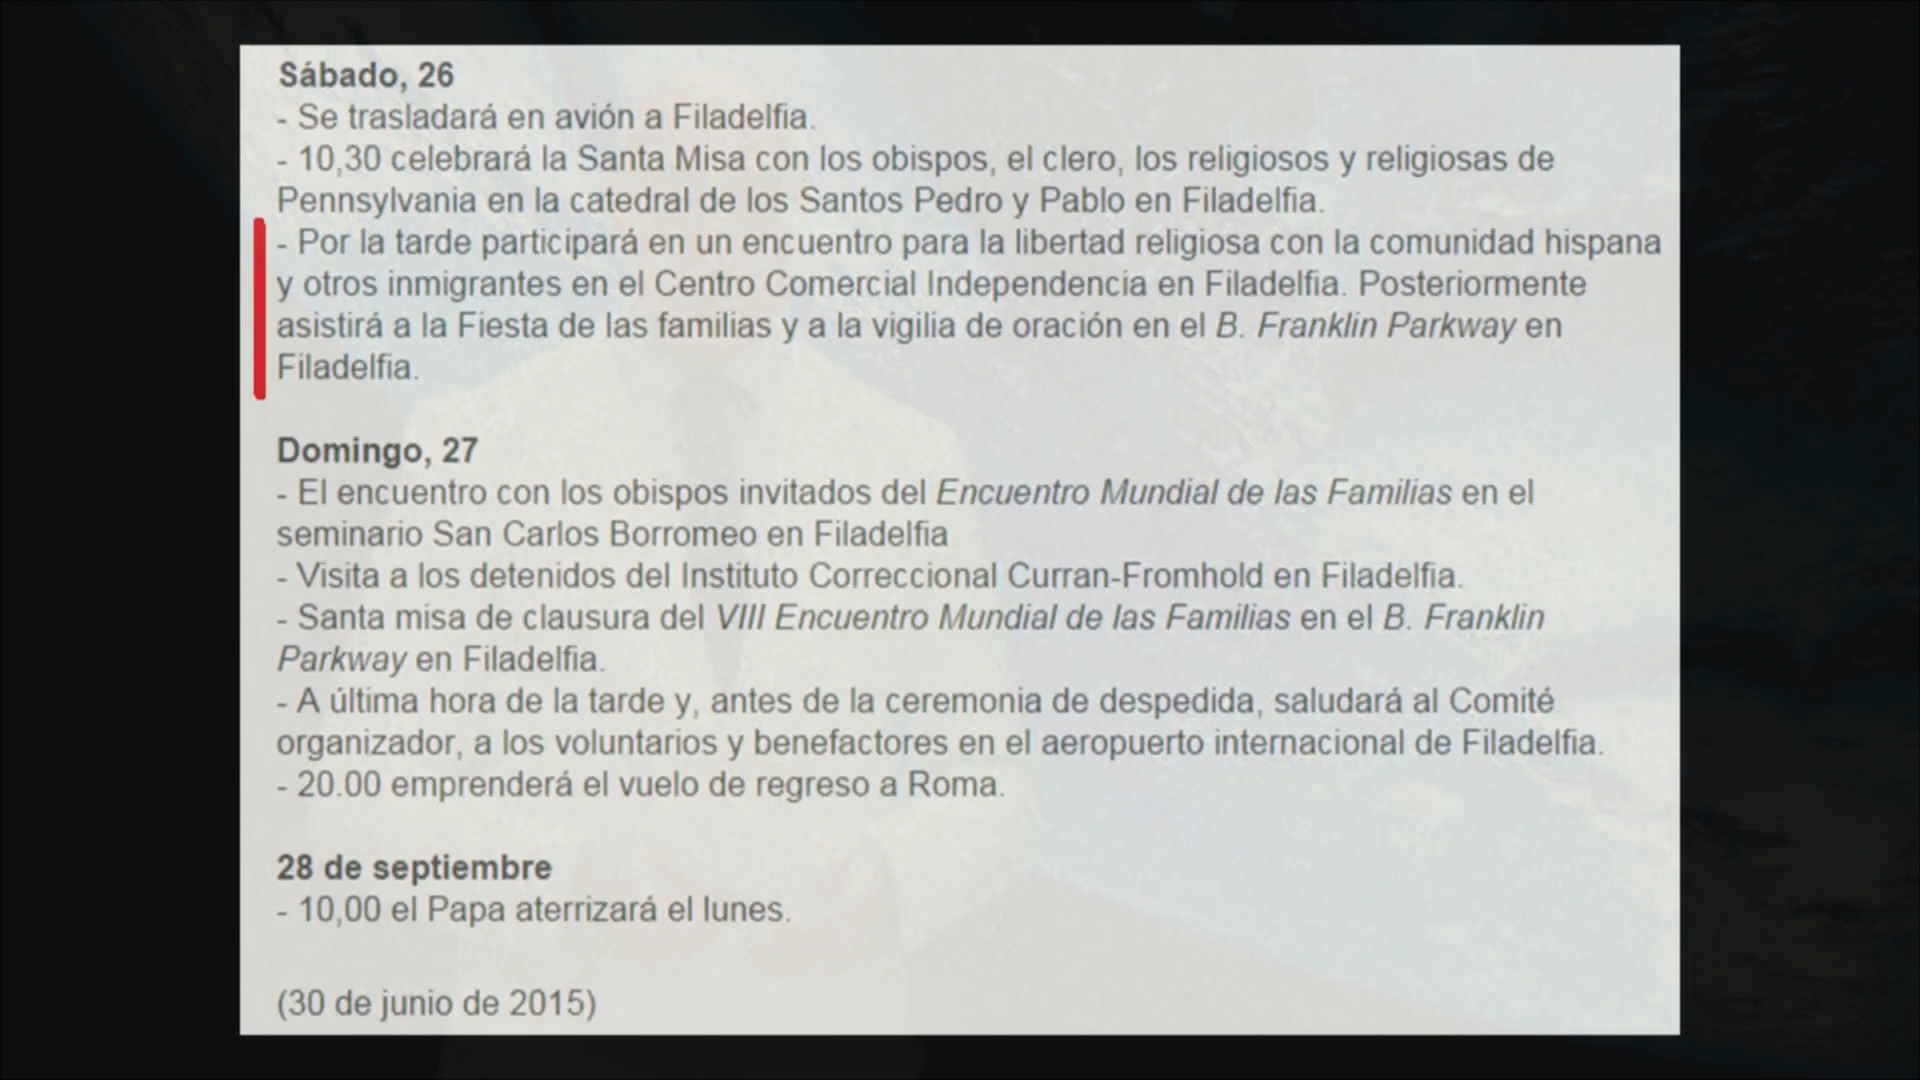 Sábado, 26
- Se trasladará en avión a Filadelfia.
- 10,30 celebrará la Santa Misa con los obispos, el clero, los religiosos y religiosas de
Pennsylvania en la catedral de los Santos Pedro y Pablo en Filadelfia.
- Por la tarde participará en un encuentro para la libertad religiosa con la comunidad hispana
y otros inmigrantes en el Centro Comercial Independencia en Filadelfia. Posteriormente
asistirá a la Fiesta de las familias y a la vigilia de oración en el B. Franklin Parkway en
Filadelfia.
Domingo, 27
- El encuentro con los obispos invitados del Encuentro Mundial de las Familias en el
seminario San Carlos Borromeo en Filadelfia
- Visita a los detenidos del Instituto Correccional Curran-Fromhold en Filadelfia.
- Santa misa de clausura del VIII Encuentro Mundial de las Familias en el B. Franklin
Parkway en Filadelfia.
- A última hora de la tarde y, antes de la ceremonia de despedida, saludará al Comité
organizador, a los voluntarios y benefactores en el aeropuerto internacional de Filadelfia.
- 20.00 emprenderá el vuelo de regreso a Roma.
28 de septiembre
- 10,00 el Papa aterrizará el lunes.
(30 de junio de 2015)